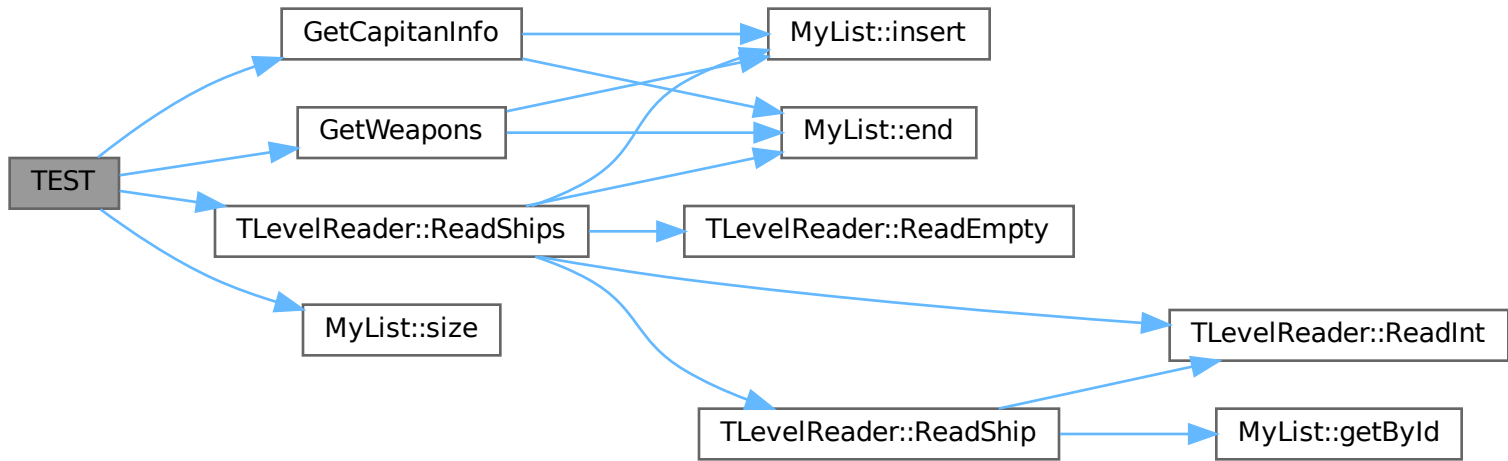 GetCapitanInfo
MyList::insert
GetWeapons
MyList::end
TEST
TLevelReader::ReadShips
TLevelReader::ReadEmpty
MyList::size
TLevelReader::ReadInt
TLevelReader::ReadShip
MyList::getById